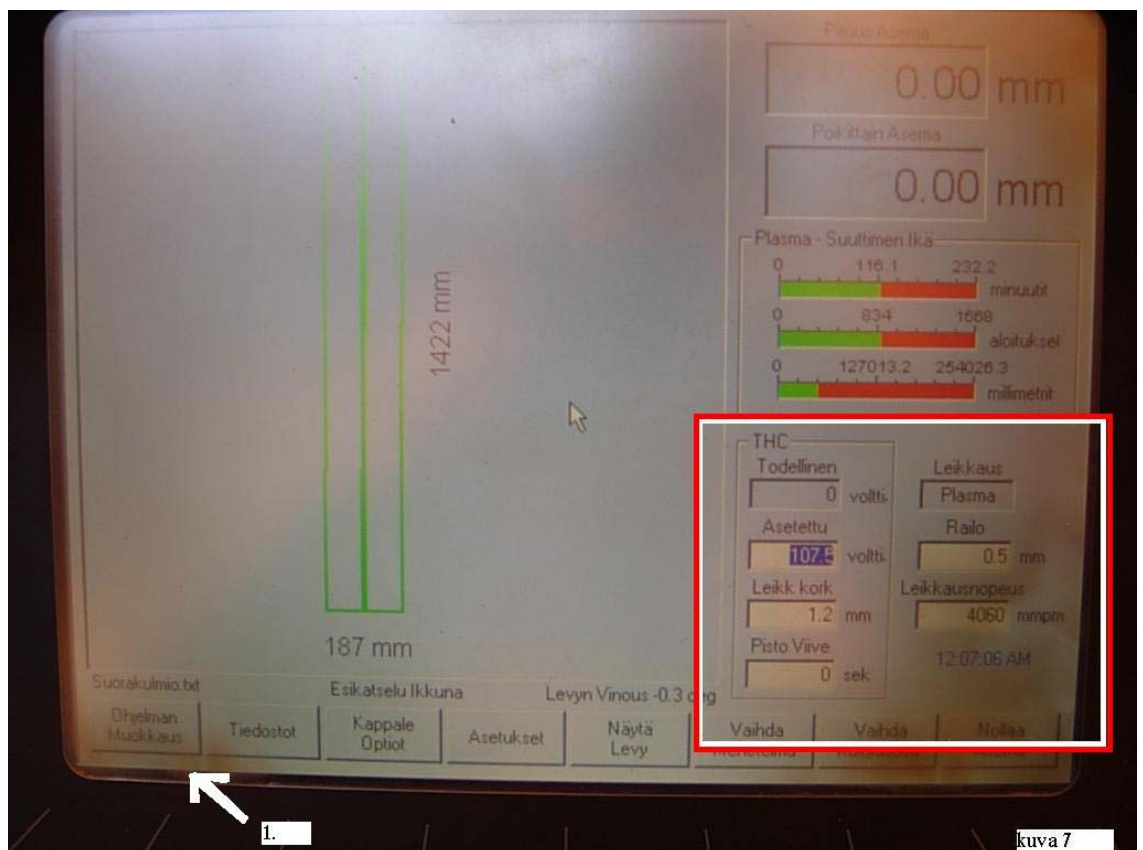 Pituus Asema
0.00 mm
Poikittain Asema
0.00 mm
Plasma - Suuttimen Ikä
0 116.1 232.2
minuutit
0 834 1668
aloitukset
0 127013.2 254026.3
millimetrit
THC
Todellinen
0 voltti
Asetettu
107.5 voltti
Leikk kork
1.2 mm
Pisto Viive
0 sek
Leikkaus
Plasma
Railo
0.5 mm
Leikkausnopeus
4060 mmpm
12:07:06 AM
1422 mm
187 mm
Suorakulmio.txt
Esikatselu Ikkuna
Levyn Vinous -0.3 deg
Ohjelman
Muokkaus
Tiedostot
Kappale
Optiot
Asetukset
Näytä
Levy
Vaihda
Menetelmä
Vaihda
Nollaa
Asema
1.
kuva 7